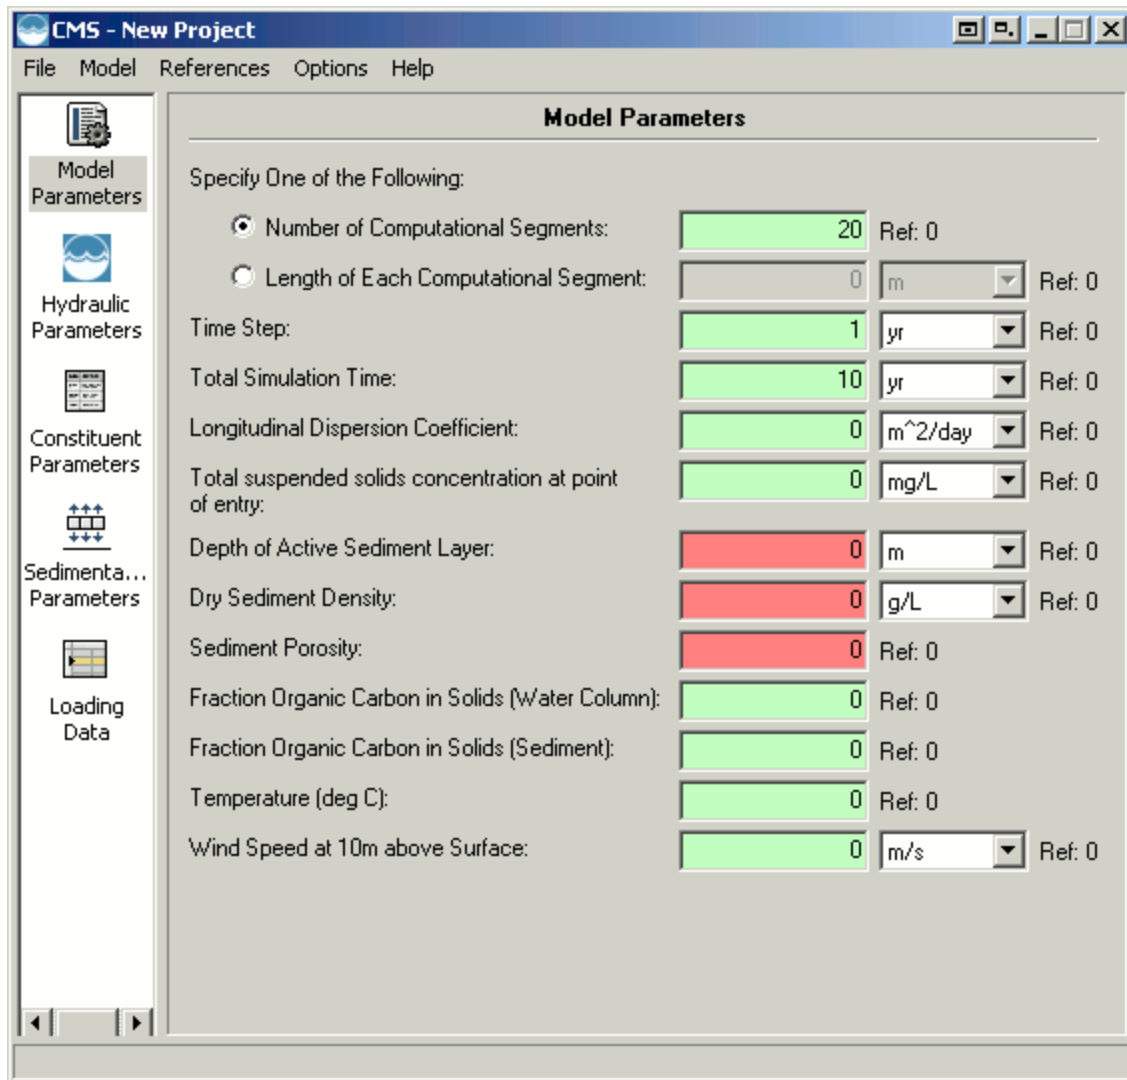 CMS - New Project
File Model References Options Help
Model
Parameters
Hydraulic
Parameters
Constituent
Parameters
Sedimenta...
Parameters
Loading
Data
Model Parameters
Specify One of the Following:
Number of Computational Segments: 20 Ref: 0
Length of Each Computational Segment: 0 m Ref: 0
Time Step: 1 yr Ref: 0
Total Simulation Time: 10 yr Ref: 0
Longitudinal Dispersion Coefficient: 0 m^2/day Ref: 0
Total suspended solids concentration at point
of entry: 0 mg/L Ref: 0
Depth of Active Sediment Layer: 0 m Ref: 0
Dry Sediment Density: 0 g/L Ref: 0
Sediment Porosity: 0 Ref: 0
Fraction Organic Carbon in Solids (Water Column): 0 Ref: 0
Fraction Organic Carbon in Solids (Sediment): 0 Ref: 0
Temperature (deg C): 0 Ref: 0
Wind Speed at 10m above Surface: 0 m/s Ref: 0